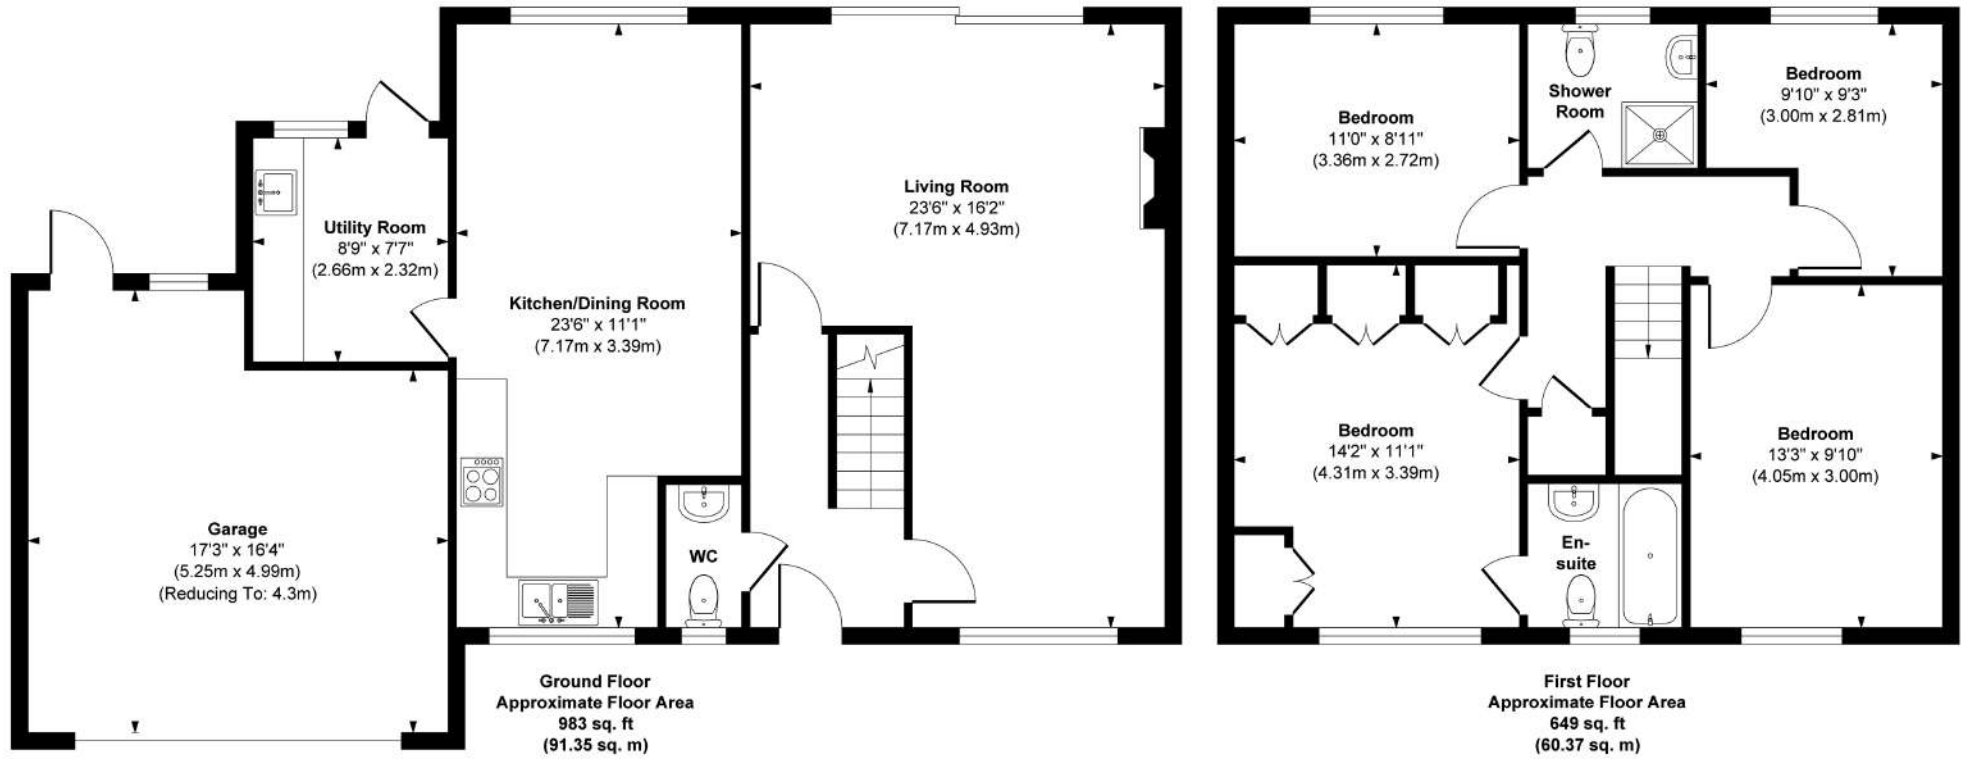 Utility Room
8'9" x 7'7"
(2.66m x 2.32m)
Kitchen/Dining Room
23'6" x 11'1"
(7.17m x 3.39m)
Living Room
23'6" x 16'2"
(7.17m x 4.93m)
Garage
17'3" x 16'4"
(5.25m x 4.99m)
(Reducing To: 4.3m)
WC
Ground Floor
Approximate Floor Area
983 sq. ft
(91.35 sq. m)
Bedroom
11'0" x 8'11"
(3.36m x 2.72m)
Shower
Room
Bedroom
9'10" x 9'3"
(3.00m x 2.81m)
Bedroom
14'2" x 11'1"
(4.31m x 3.39m)
En-
suite
Bedroom
13'3" x 9'10"
(4.05m x 3.00m)
First Floor
Approximate Floor Area
649 sq. ft
(60.37 sq. m)